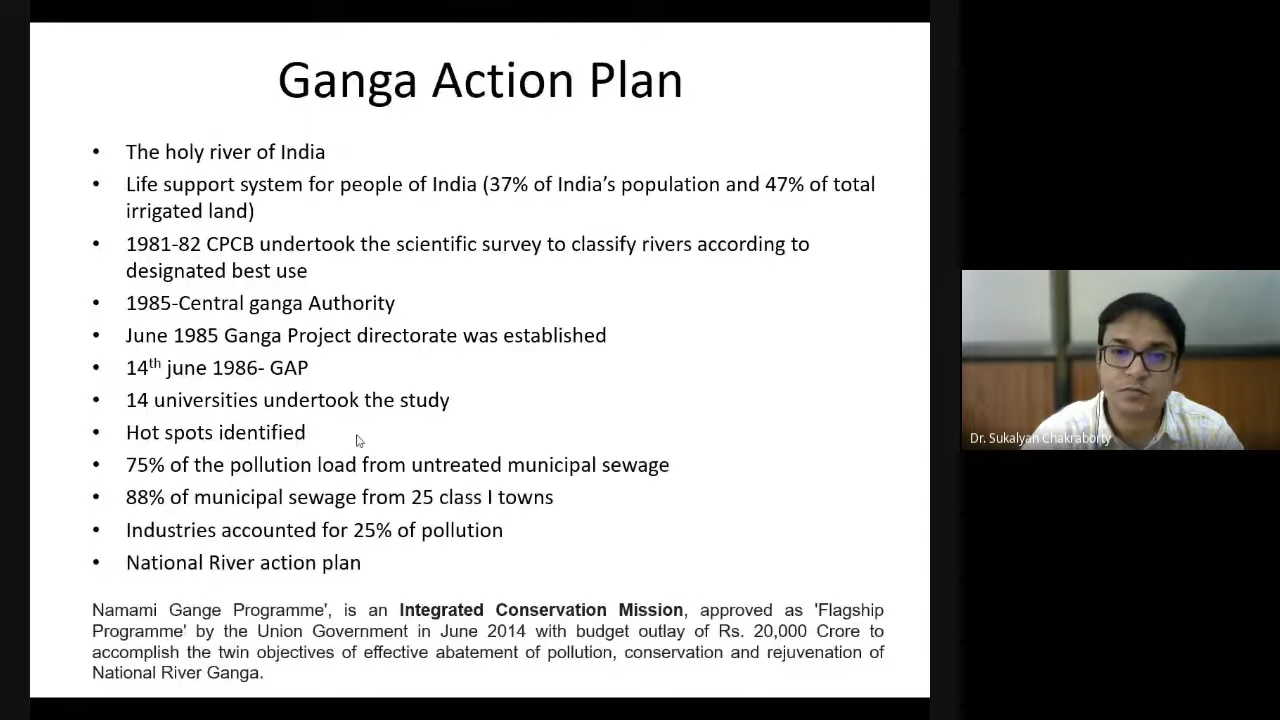 Ganga Action Plan
• The holy river of India
• Life support system for people of India (37% of India’s population and 47% of total
irrigated land)
• 1981-82 CPCB undertook the scientific survey to classify rivers according to
designated best use
• 1985-Central ganga Authority
• June 1985 Ganga Project directorate was established
• 14th june 1986- GAP
• 14 universities undertook the study
• Hot spots identified
• 75% of the pollution load from untreated municipal sewage
• 88% of municipal sewage from 25 class I towns
• Industries accounted for 25% of pollution
• National River action plan
Namami Gange Programme', is an Integrated Conservation Mission, approved as 'Flagship
Programme' by the Union Government in June 2014 with budget outlay of Rs. 20,000 Crore to
accomplish the twin objectives of effective abatement of pollution, conservation and rejuvenation of
National River Ganga.
Dr. Sukalyan Chakraborty